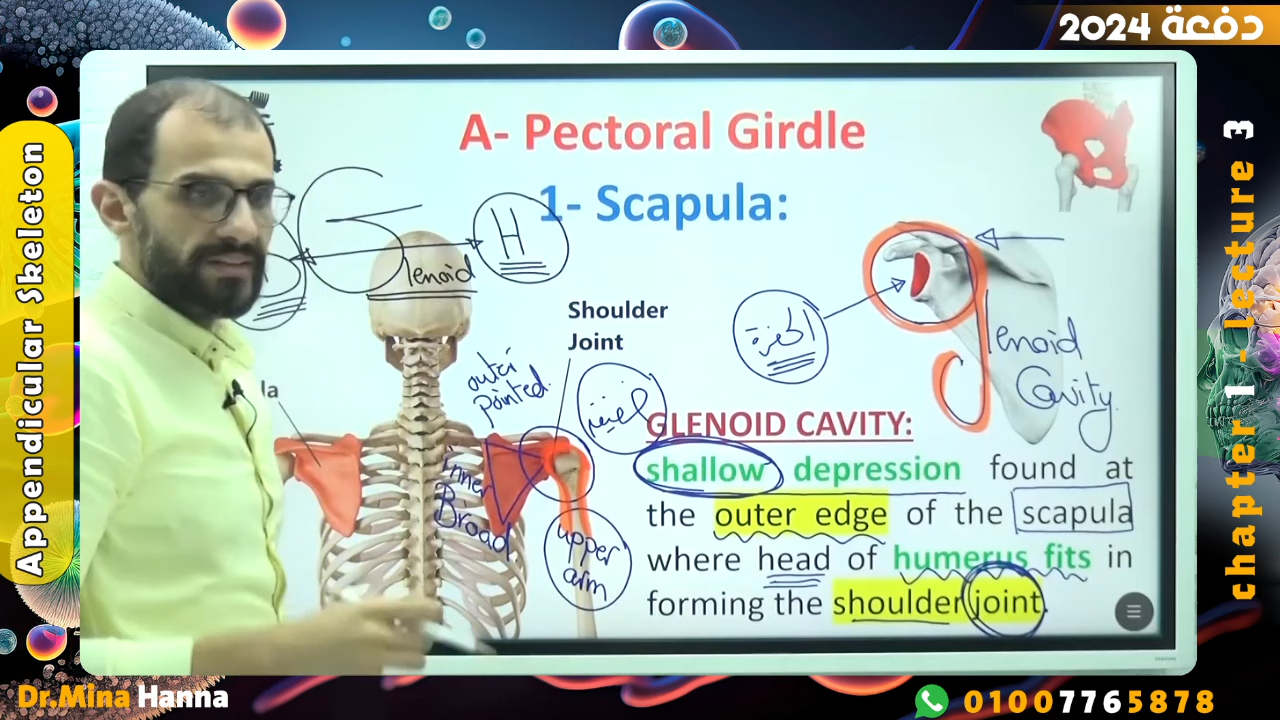 دفعة 2024
Appendicular Skeleton
chapter 1 - lecture 3
A- Pectoral Girdle
1- Scapula:
H
Glenoid
Shoulder
Joint
la
outer
pointed
inner
Broad
upper
arm
Glenoid
Cavity
GLENOID CAVITY:
shallow depression found at
the outer edge of the scapula
where head of humerus fits in
forming the shoulder joint.
Dr.Mina Hanna
01007765878